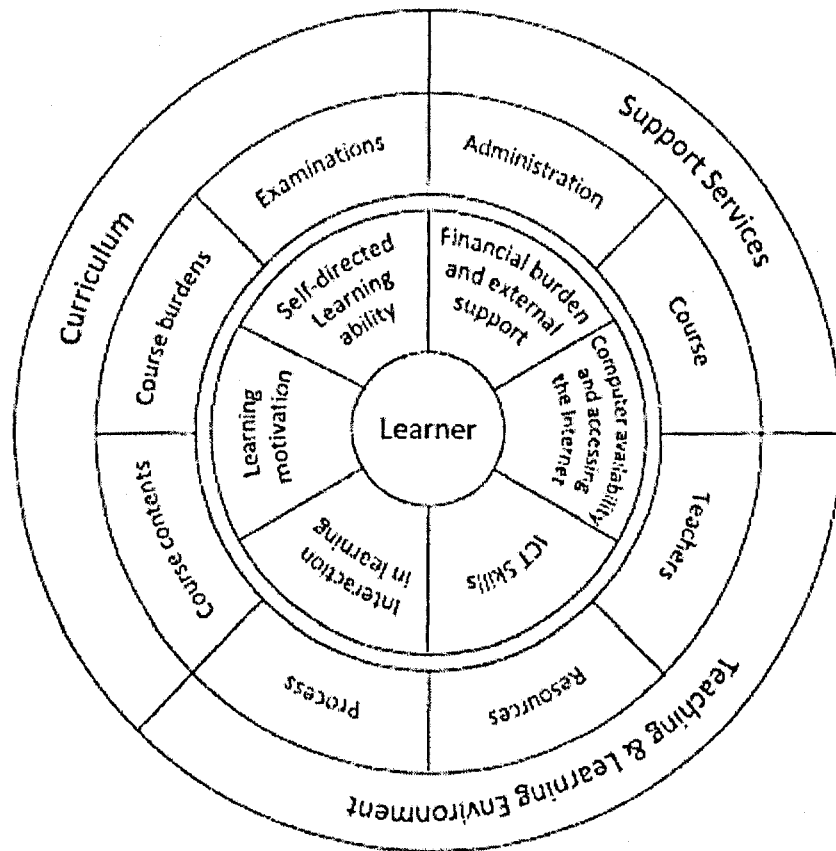 Support Services
Teaching & Learning Environment
Curriculum
Administration
Course
Teachers
Resources
Process
Course contents
Course burdens
Examinations
Financial burden
and external
support
Computer availability
and accessing
the internet
ICT Skills
Interaction
in learning
Learning
motivation
Self-directed
Learning
ability
Learner